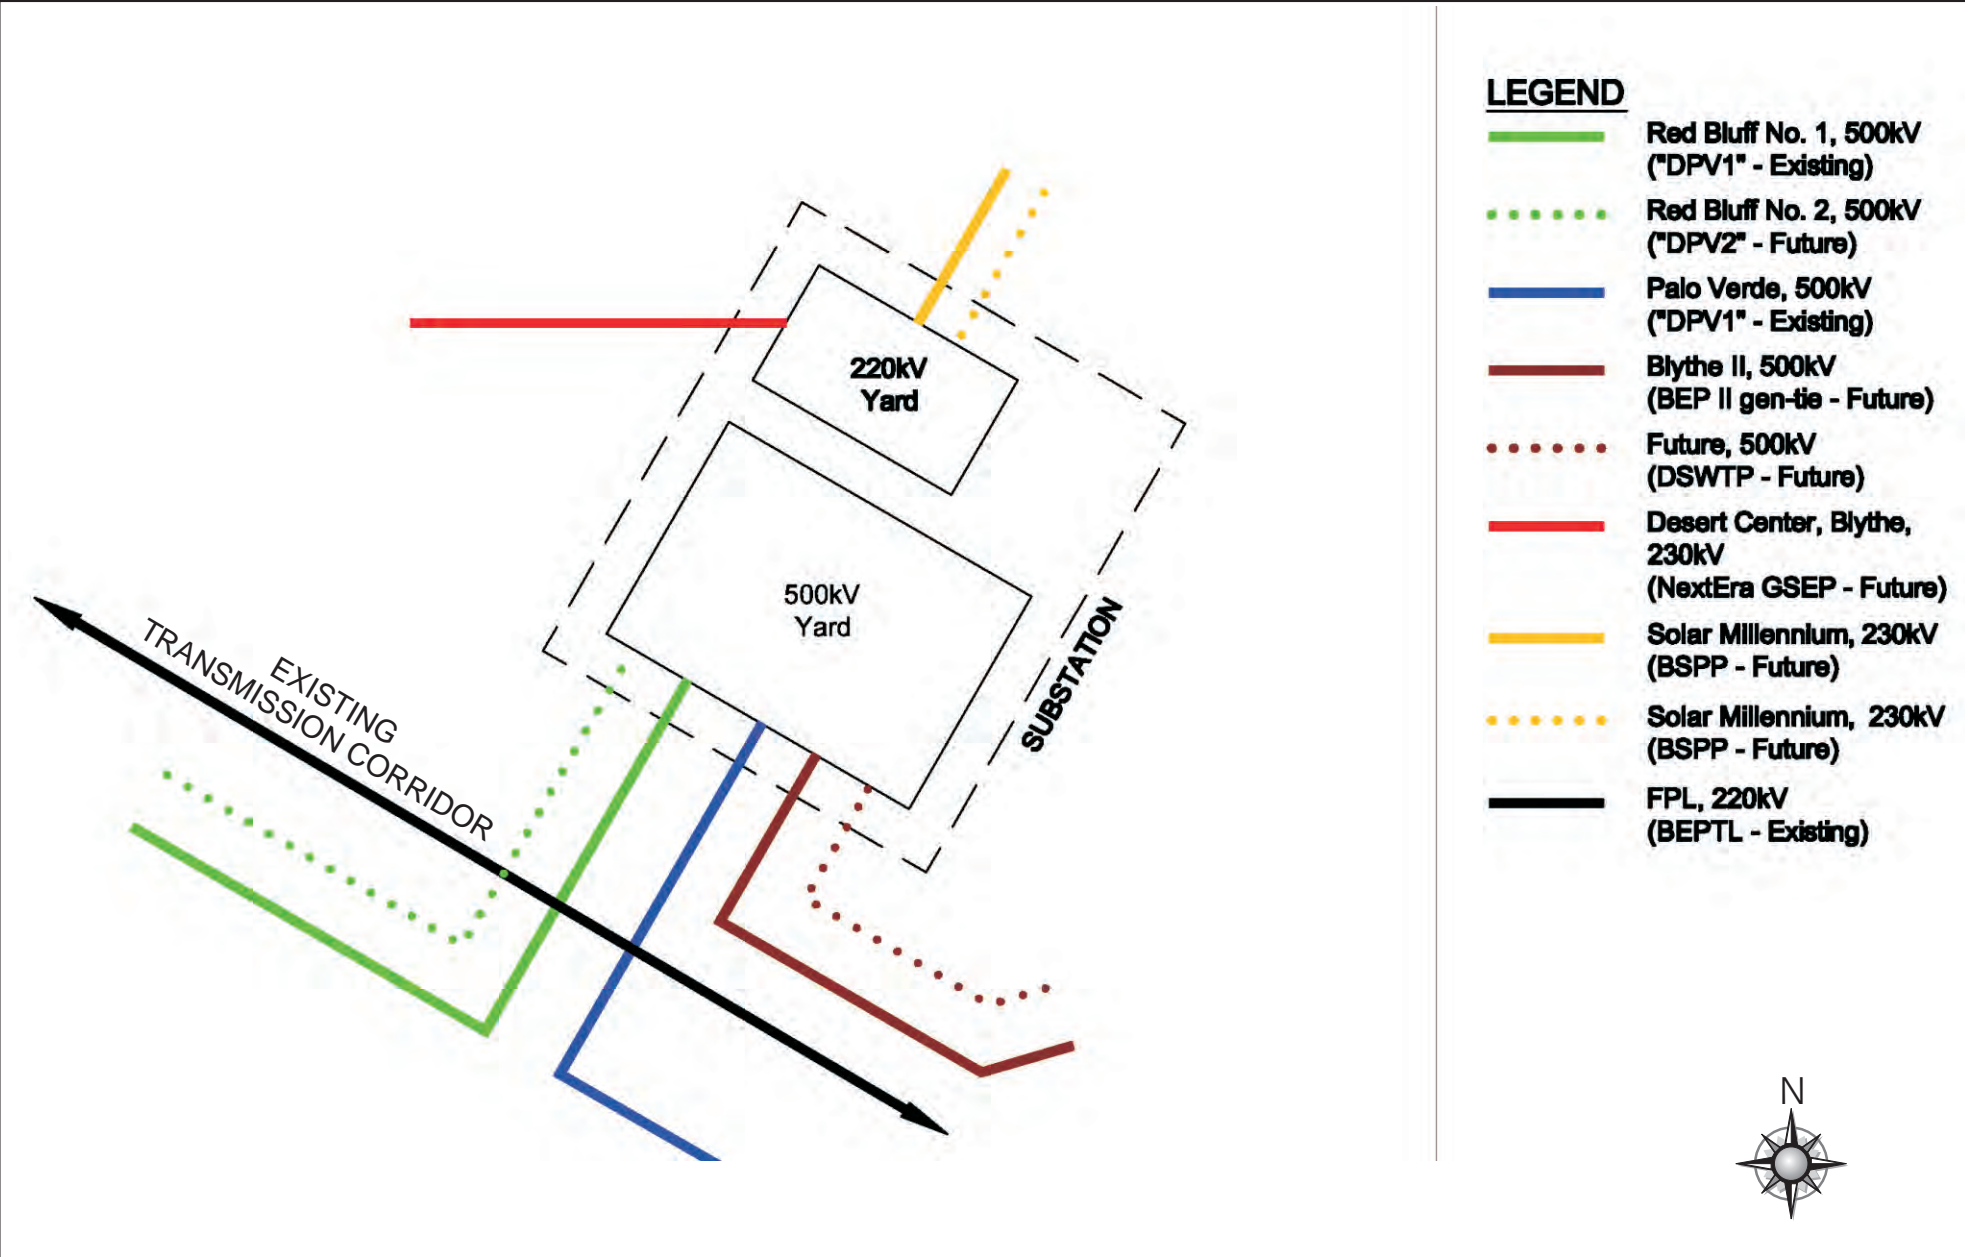 220kV
Yard
500kV
Yard
SUBSTATION
EXISTING
TRANSMISSION CORRIDOR
LEGEND
Red Bluff No. 1, 500kV
("DPV1" - Existing)
Red Bluff No. 2, 500kV
("DPV2" - Future)
Palo Verde, 500kV
("DPV1" - Existing)
Blythe II, 500kV
(BEP II gen-tie - Future)
Future, 500kV
(DSWTP - Future)
Desert Center, Blythe,
230kV
(NextEra GSEP - Future)
Solar Millennium, 230kV
(BSPP - Future)
Solar Millennium, 230kV
(BSPP - Future)
FPL, 220kV
(BEPTL - Existing)
N